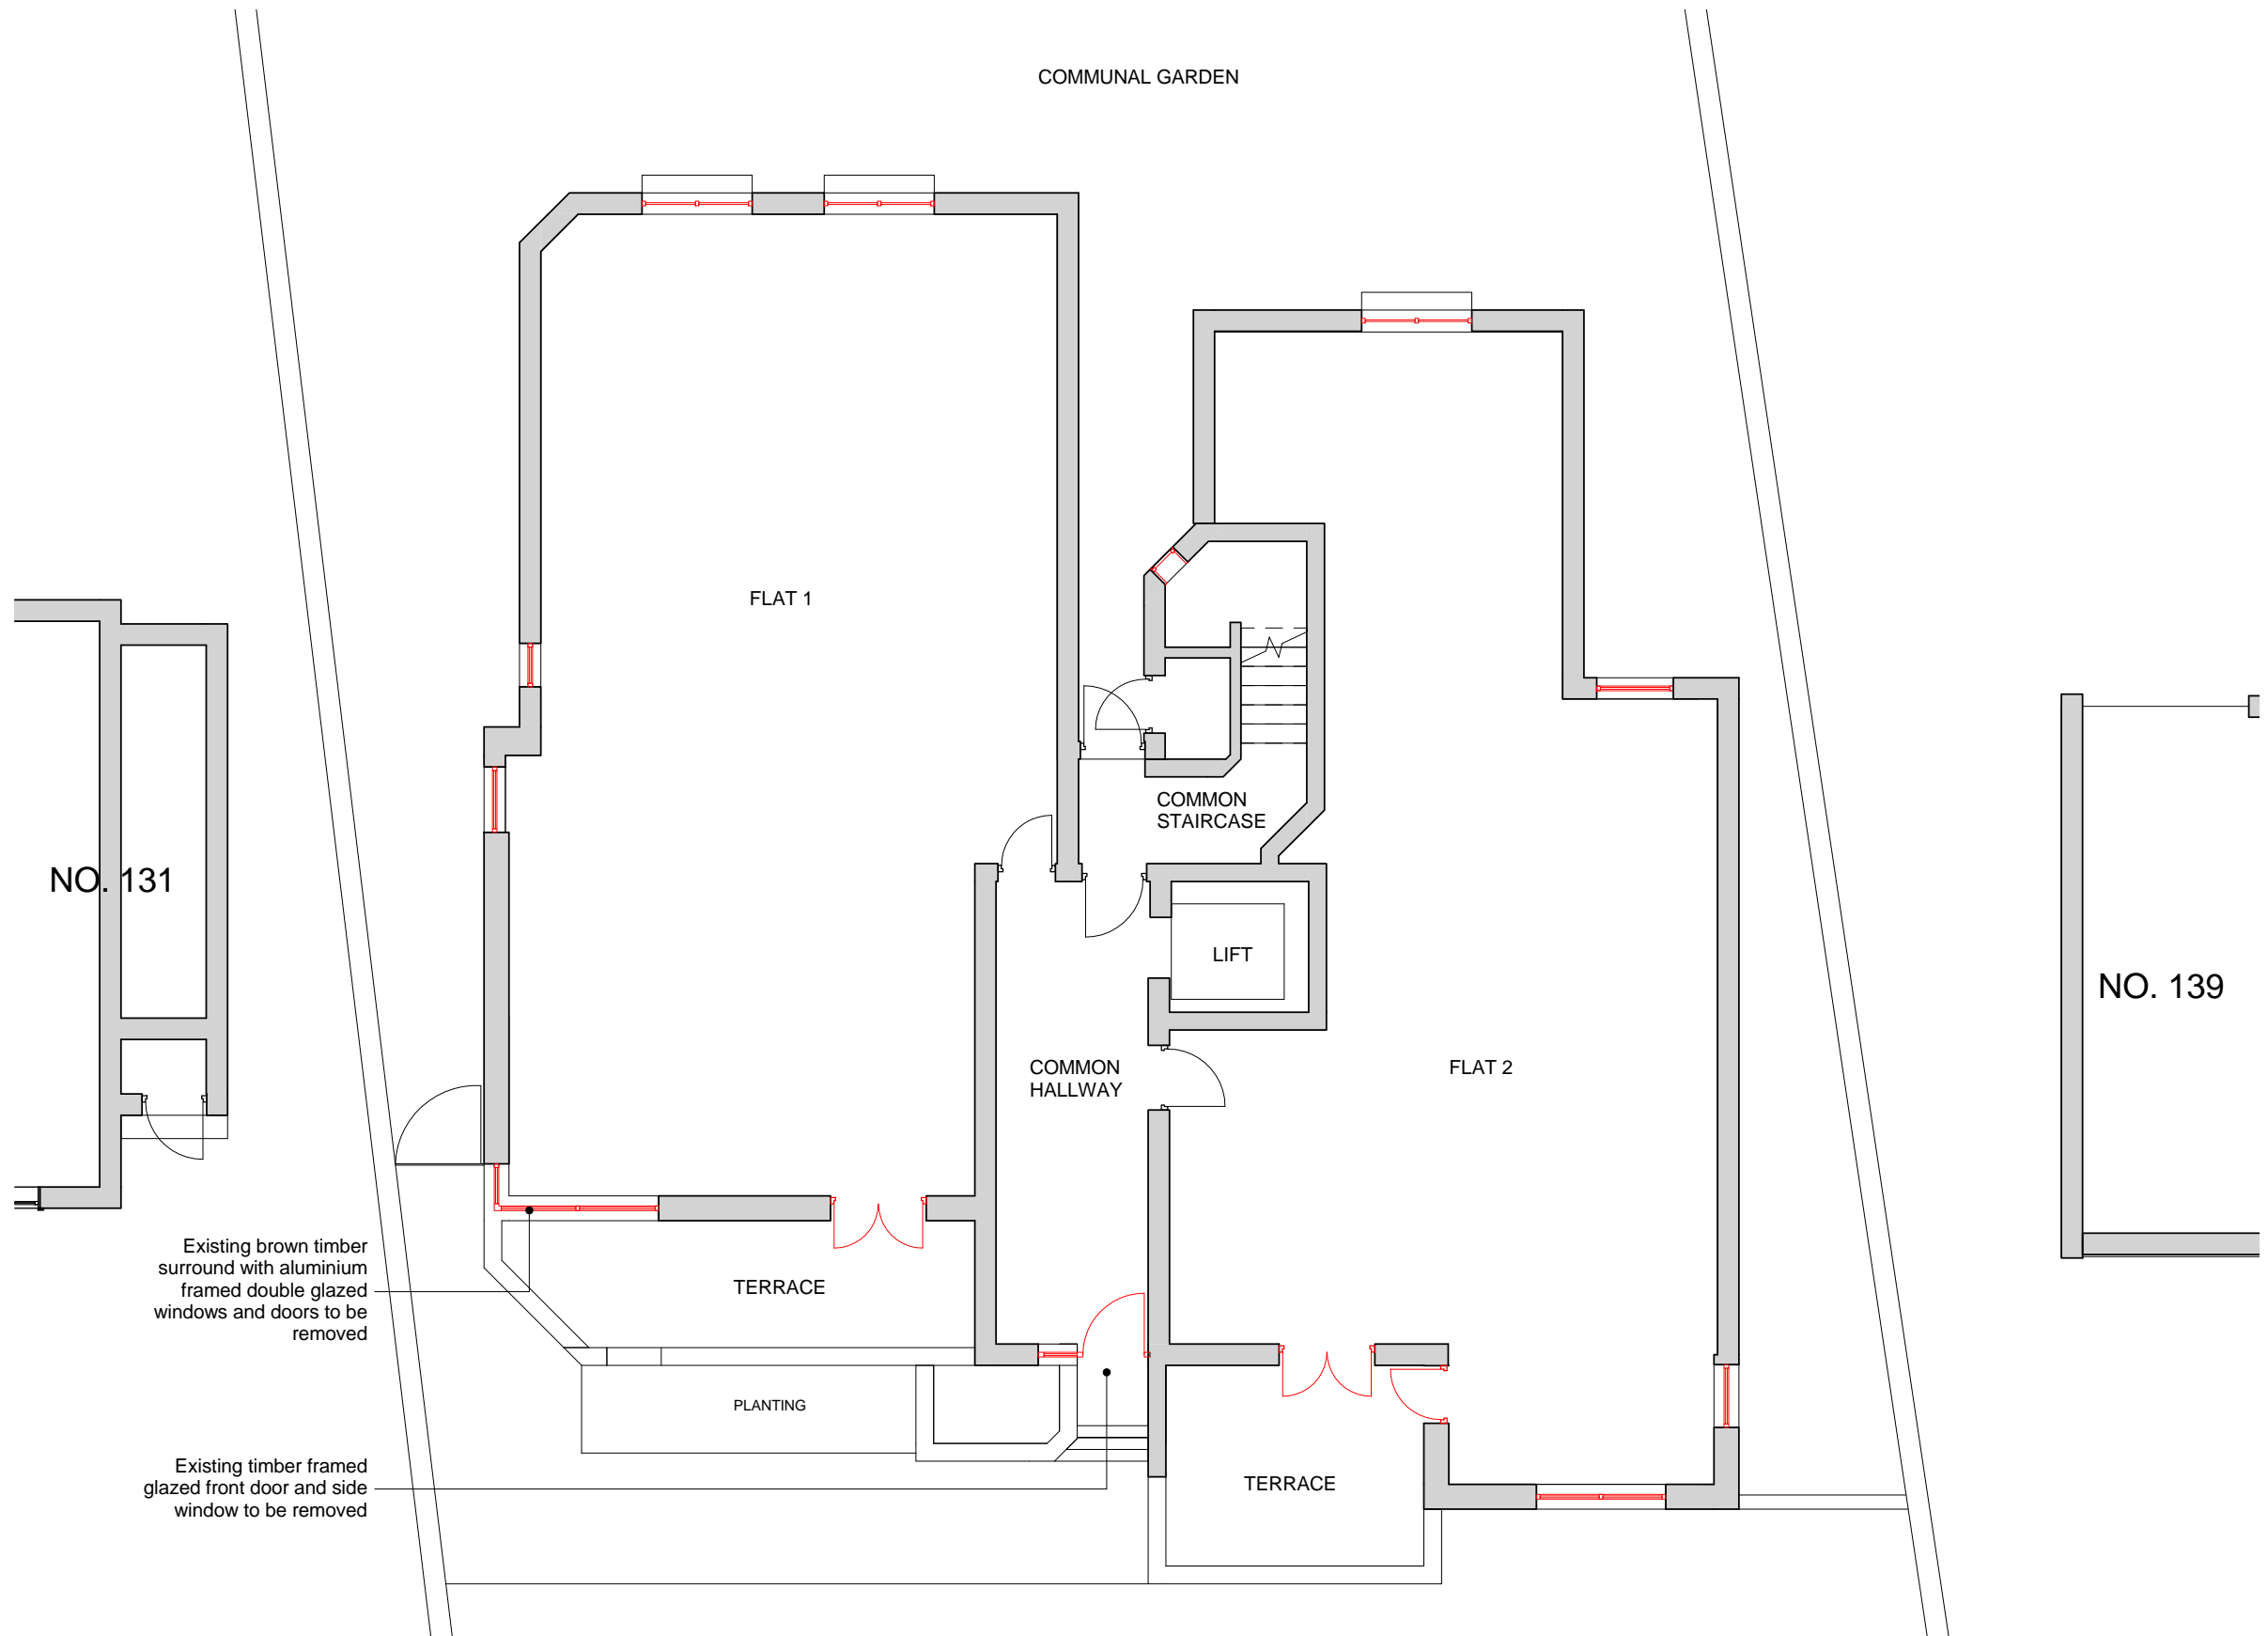 COMMUNAL GARDEN
FLAT 1
COMMON
STAIRCASE
NO. 131
LIFT
NO. 139
COMMON
HALLWAY
FLAT 2
Existing brown timber
surround with aluminium
framed double glazed
windows and doors to be
removed
TERRACE
PLANTING
Existing timber framed
glazed front door and side
window to be removed
TERRACE